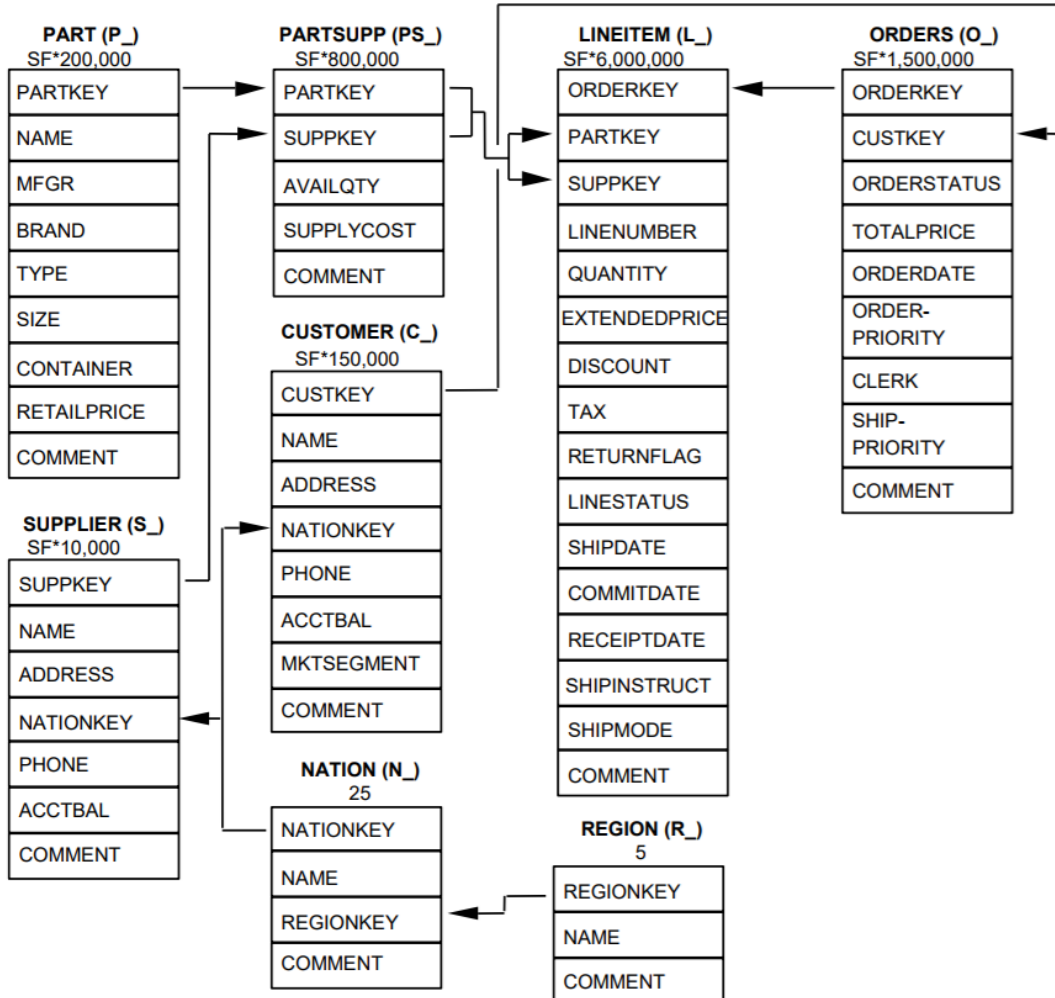 PART (P_)
SF*200,000
PARTKEY
NAME
MFGR
BRAND
TYPE
SIZE
CONTAINER
RETAILPRICE
COMMENT
SUPPLIER (S_)
SF*10,000
SUPPKEY
NAME
ADDRESS
NATIONKEY
PHONE
ACCTBAL
COMMENT
PARTSUPP (PS_)
SF*800,000
PARTKEY
SUPPKEY
AVAILQTY
SUPPLYCOST
COMMENT
CUSTOMER (C_)
SF*150,000
CUSTKEY
NAME
ADDRESS
NATIONKEY
PHONE
ACCTBAL
MKTSEGMENT
COMMENT
NATION (N_)
25
NATIONKEY
NAME
REGIONKEY
COMMENT
LINEITEM (L_)
SF*6,000,000
ORDERKEY
PARTKEY
SUPPKEY
LINENUMBER
QUANTITY
EXTENDEDPRICE
DISCOUNT
TAX
RETURNFLAG
LINESTATUS
SHIPDATE
COMMITDATE
RECEIPTDATE
SHIPINSTRUCT
SHIPMODE
COMMENT
REGION (R_)
5
REGIONKEY
NAME
COMMENT
ORDERS (O_)
SF*1,500,000
ORDERKEY
CUSTKEY
ORDERSTATUS
TOTALPRICE
ORDERDATE
ORDER-
PRIORITY
CLERK
SHIP-
PRIORITY
COMMENT